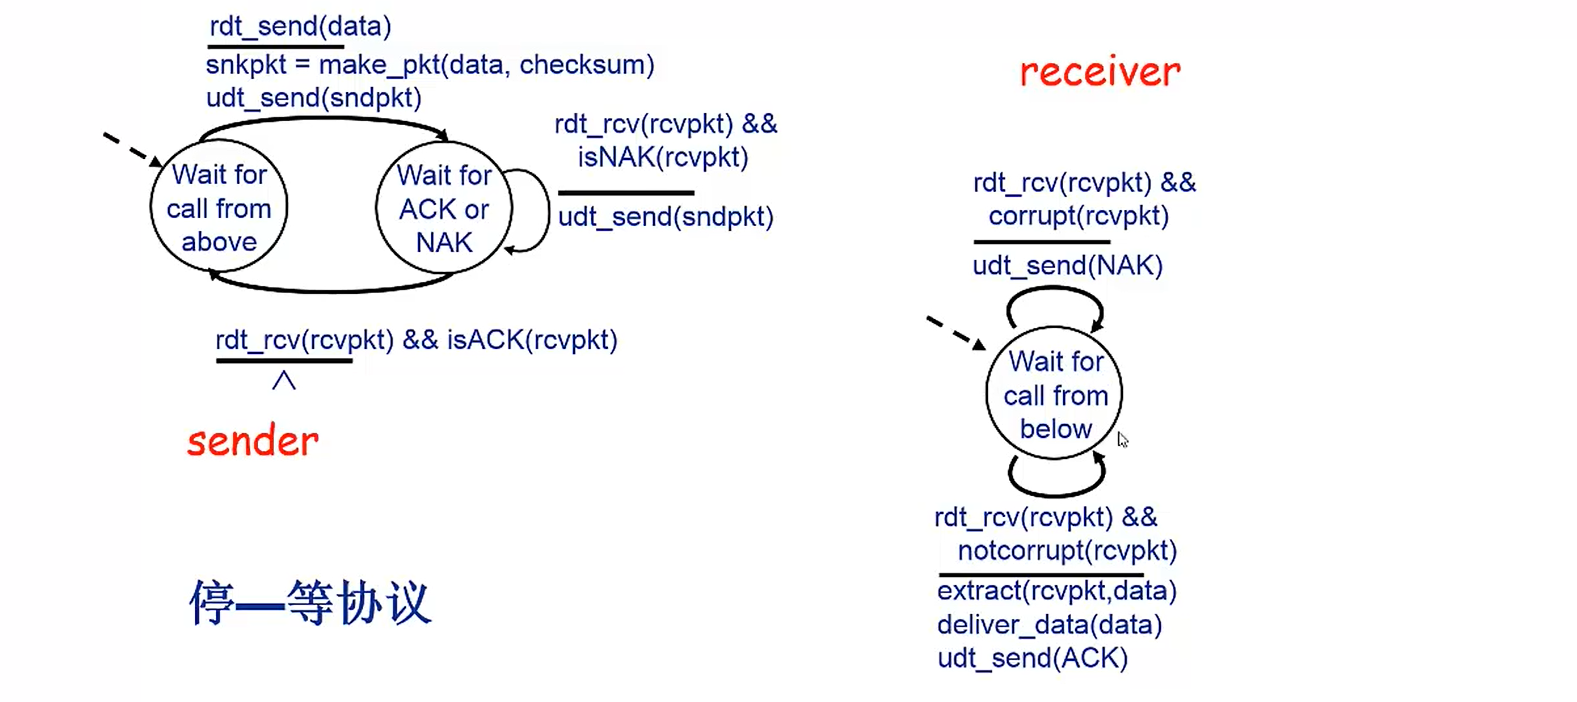 rdt_send(data)
snkpkt = make_pkt(data, checksum)
udt_send(sndpkt)
Wait for
call from
above
Wait for
ACK or
NAK
rdt_rcv(rcvpkt) &&
isNAK(rcvpkt)
udt_send(sndpkt)
rdt_rcv(rcvpkt) && isACK(rcvpkt)
Λ
sender
停—等协议
receiver
rdt_rcv(rcvpkt) &&
corrupt(rcvpkt)
udt_send(NAK)
Wait for
call from
below
rdt_rcv(rcvpkt) &&
notcorrupt(rcvpkt)
extract(rcvpkt,data)
deliver_data(data)
udt_send(ACK)